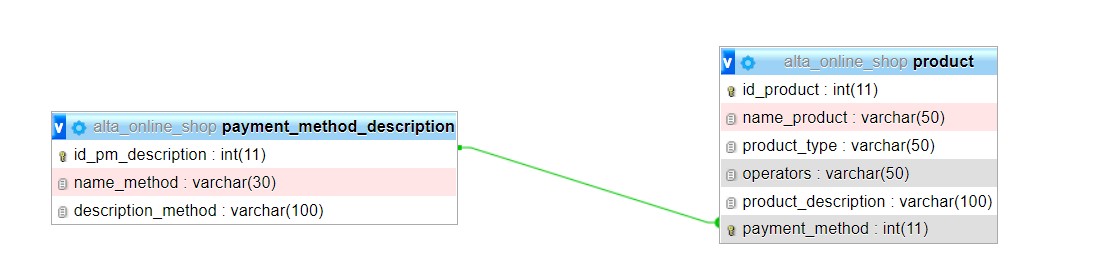 v alta_online_shop payment_method_description
id_pm_description : int(11)
name_method : varchar(30)
description_method : varchar(100)
v alta_online_shop product
id_product : int(11)
name_product : varchar(50)
product_type : varchar(50)
operators : varchar(50)
product_description : varchar(100)
payment_method : int(11)